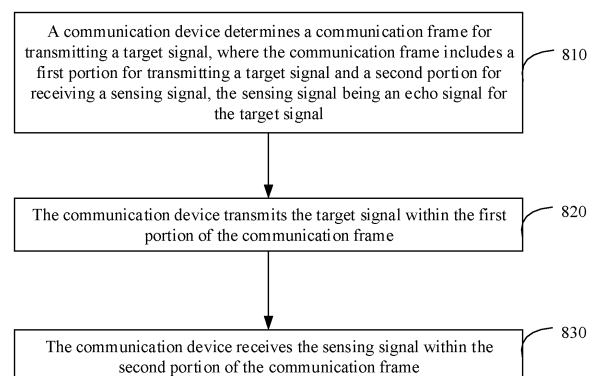 A communication device determines a communication frame for
transmitting a target signal, where the communication frame includes a
first portion for transmitting a target signal and a second portion for
receiving a sensing signal, the sensing signal being an echo signal for
the target signal
810
The communication device transmits the target signal within the first
portion of the communication frame
820
The communication device receives the sensing signal within the
second portion of the communication frame
830